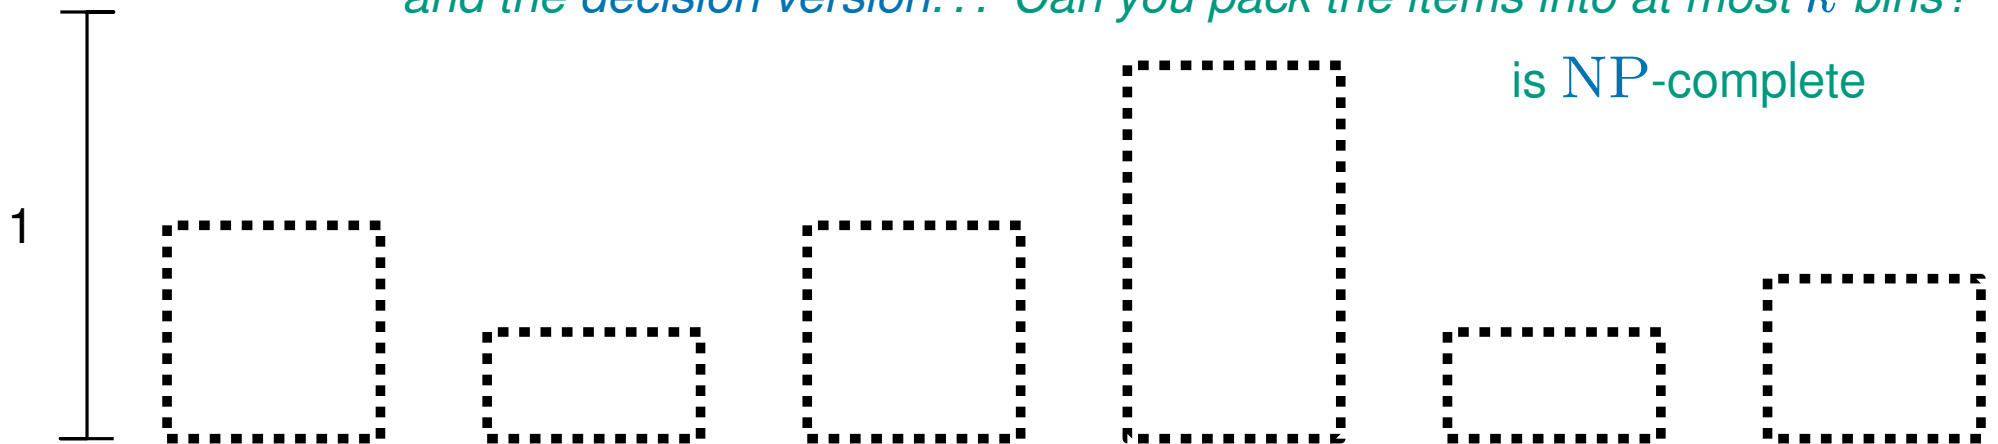 and the decision version... Can you pack the items into at most k bins?
is NP-complete
1